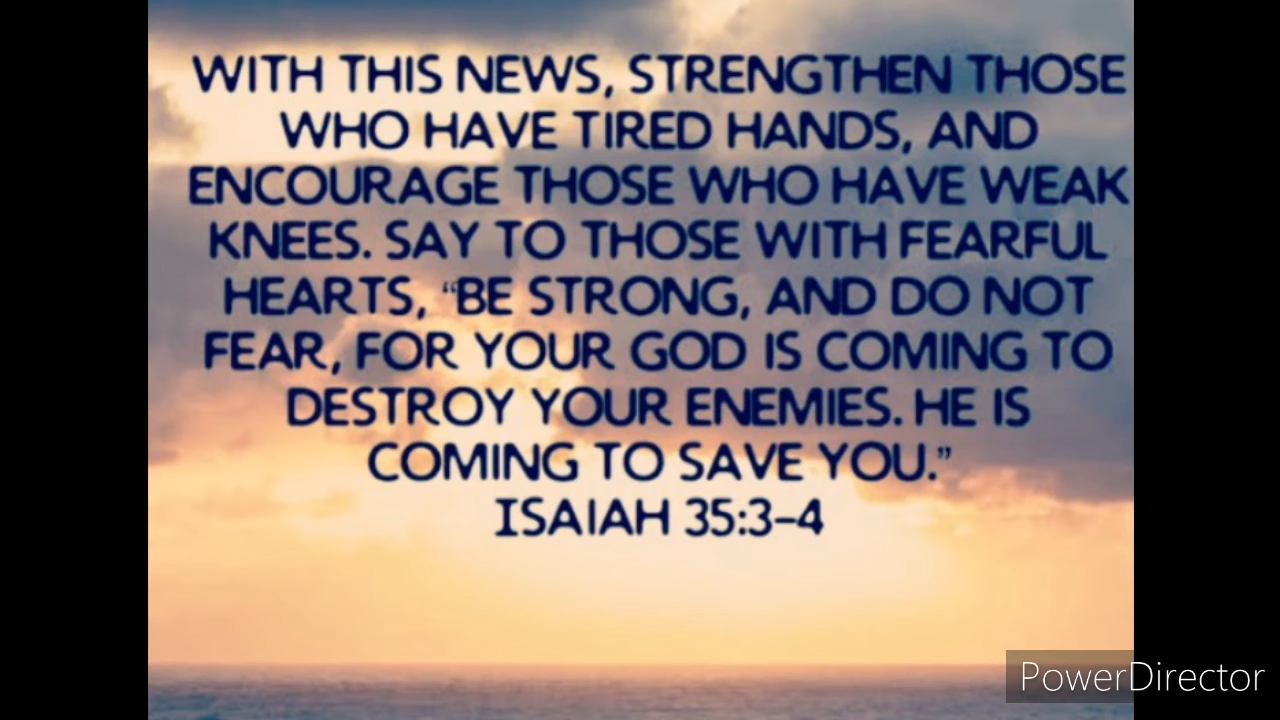 WITH THIS NEWS, STRENGTHEN THOSE
WHO HAVE TIRED HANDS, AND
ENCOURAGE THOSE WHO HAVE WEAK
KNEES. SAY TO THOSE WITH FEARFUL
HEARTS, “BE STRONG, AND DO NOT
FEAR, FOR YOUR GOD IS COMING TO
DESTROY YOUR ENEMIES. HE IS
COMING TO SAVE YOU.”
ISAIAH 35:3–4
PowerDirector